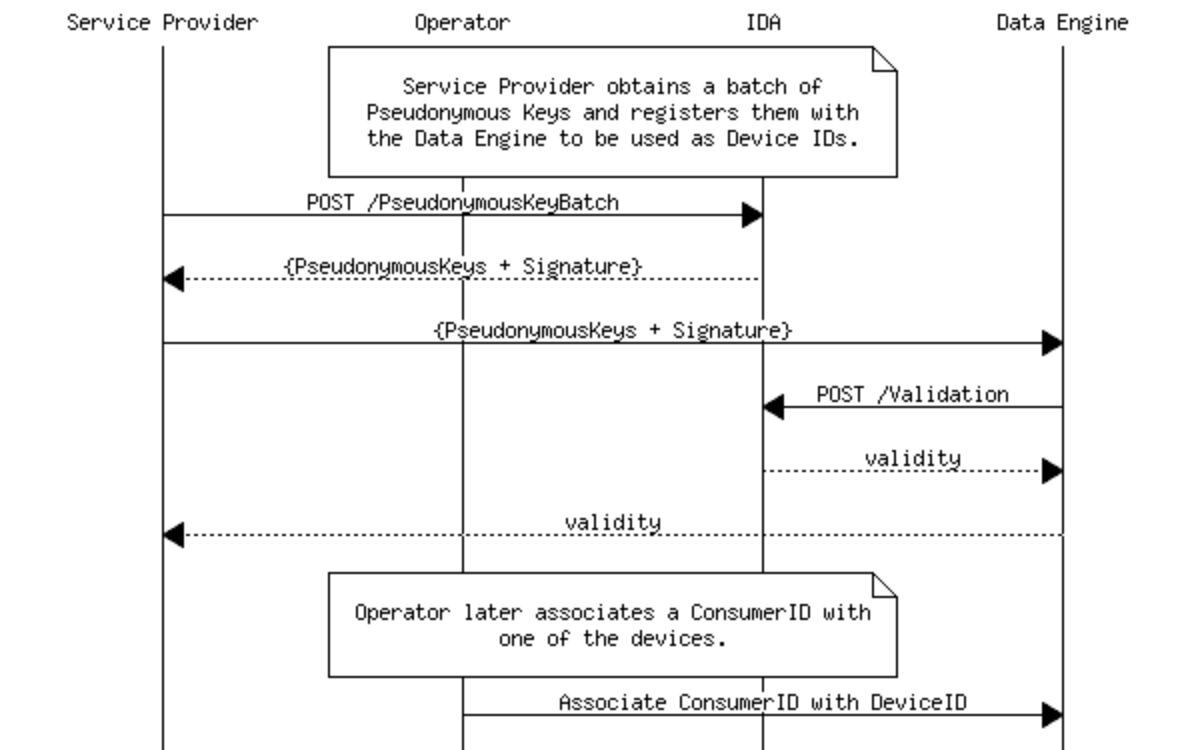 Service Provider Operator IDA Data Engine
Service Provider obtains a batch of
Pseudonymous Keys and registers them with
the Data Engine to be used as Device IDs.
POST /PseudonymousKeyBatch
{PseudonymousKeys + Signature}
{PseudonymousKeys + Signature}
POST /Validation
validity
validity
Operator later associates a ConsumerID with
one of the devices.
Associate ConsumerID with DeviceID